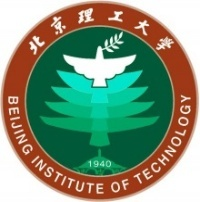 北京理工大学
1940
BEIJING INSTITUTE OF TECHNOLOGY